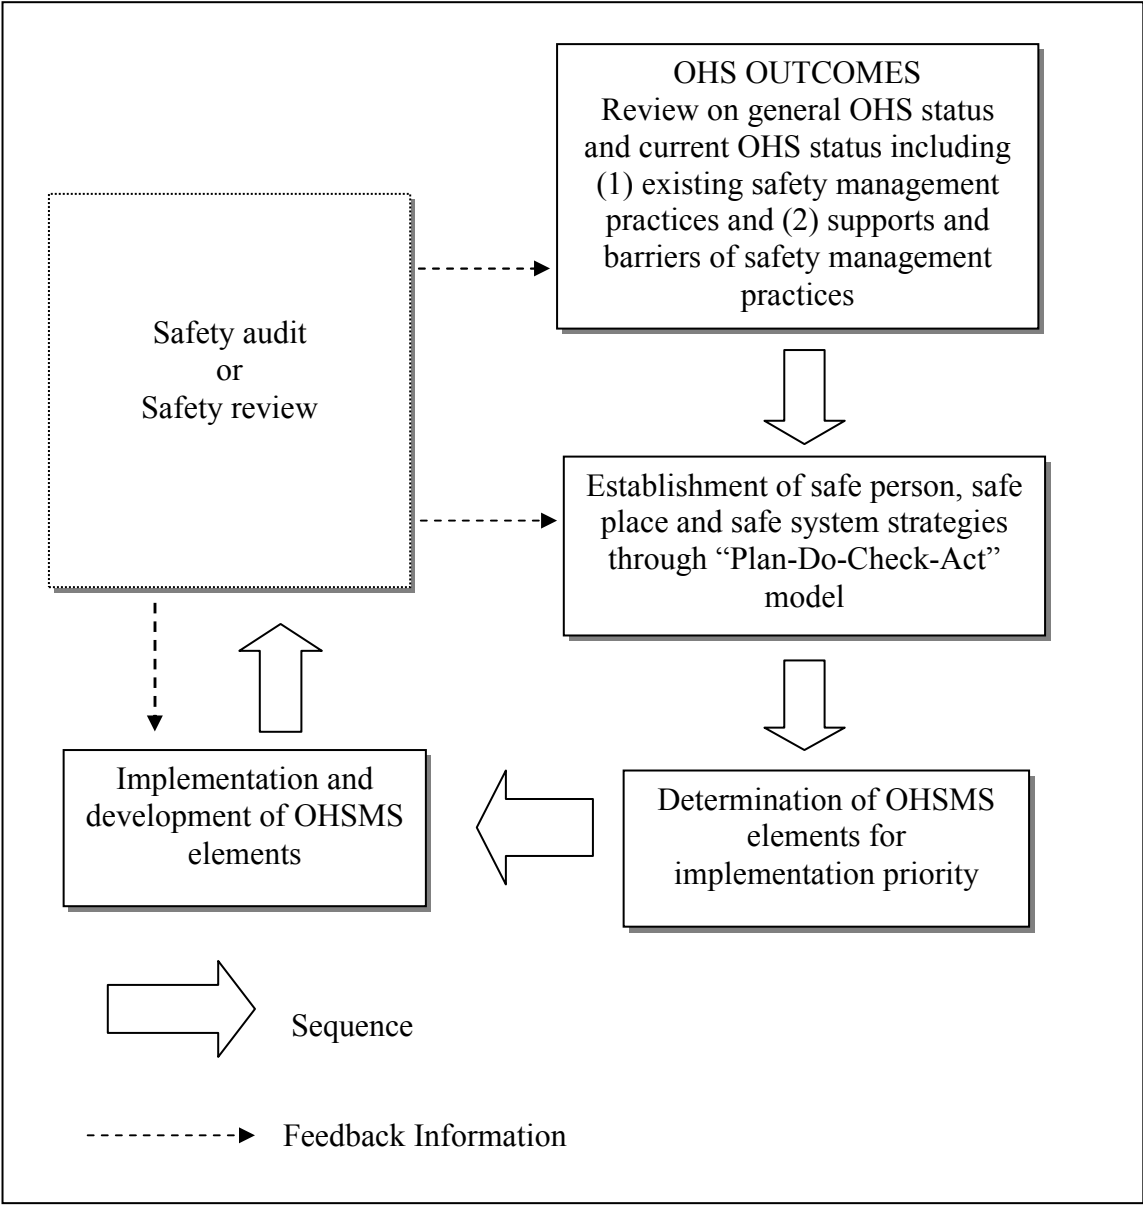 OHS OUTCOMES
Review on general OHS status
and current OHS status including
(1) existing safety management
practices and (2) supports and
barriers of safety management
practices
Safety audit
or
Safety review
Establishment of safe person, safe
place and safe system strategies
through “Plan-Do-Check-Act”
model
Implementation and
development of OHSMS
elements
Determination of OHSMS
elements for
implementation priority
Sequence
Feedback Information